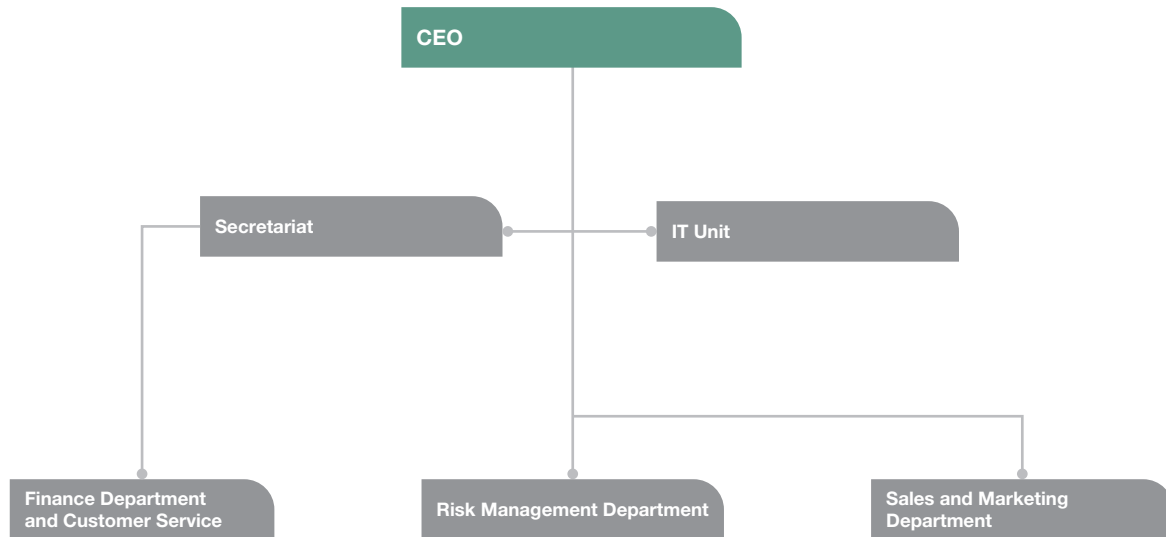 CEO
Secretariat
IT Unit
Finance Department
and Customer Service
Risk Management Department
Sales and Marketing
Department